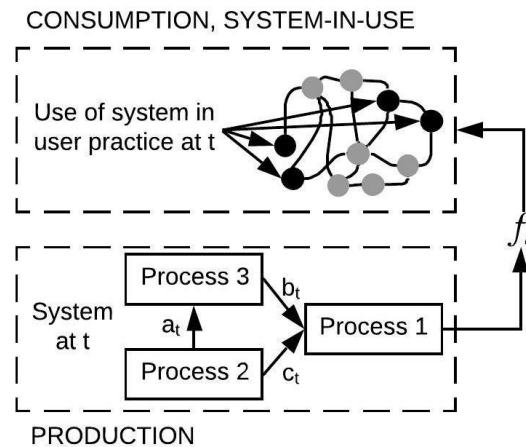 CONSUMPTION, SYSTEM-IN-USE
Use of system in
user practice at t
Process 3
System
at t
a_t
b_t
Process 1
Process 2
c_t
PRODUCTION